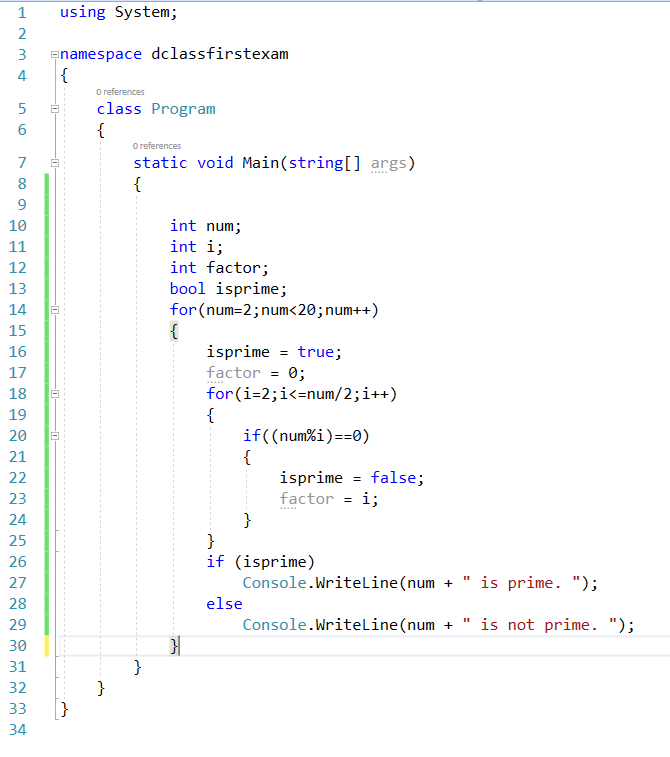 1 using System;
2
3 namespace dclassfirstexam
4 {
0 references
5 class Program
6 {
0 references
7 static void Main(string[] args)
8 {
9
10 int num;
11 int i;
12 int factor;
13 bool isprime;
14 for(num=2;num<20;num++)
15 {
16 isprime = true;
17 factor = 0;
18 for(i=2;i<=num/2;i++)
19 {
20 if((num%i)==0)
21 {
22 isprime = false;
23 factor = i;
24 }
25 }
26 if (isprime)
27 Console.WriteLine(num + " is prime. ");
28 else
29 Console.WriteLine(num + " is not prime. ");
30 }
31 }
32 }
33 }
34